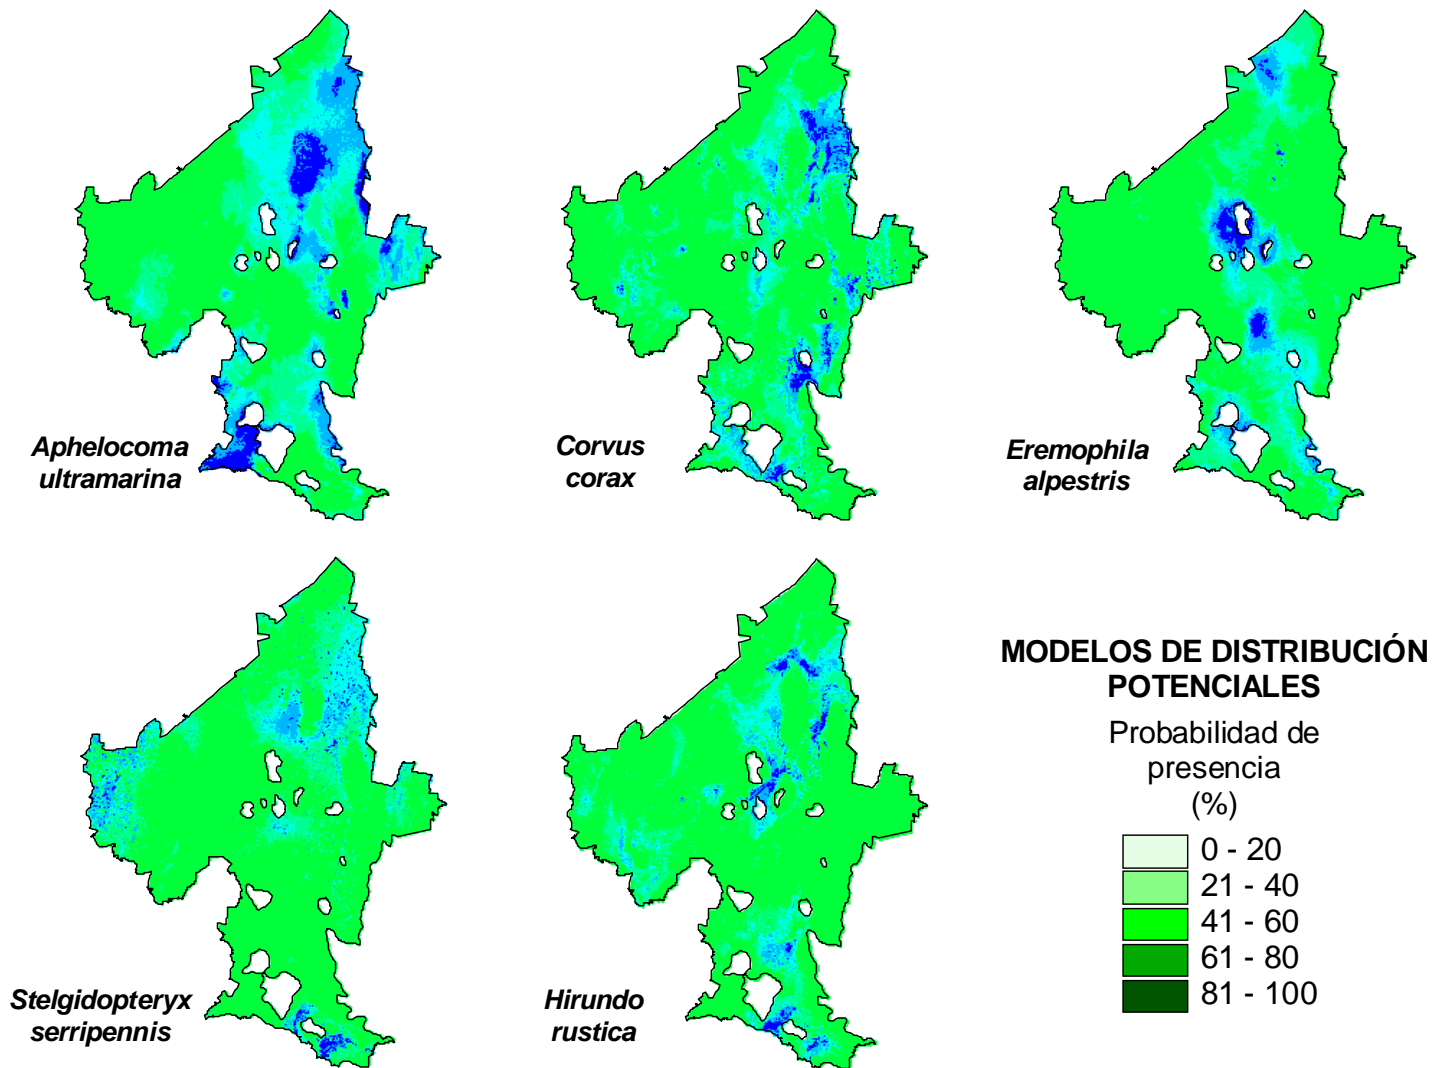 Aphelocoma
ultramarina
Corvus
corax
Eremophila
alpestris
Stelgidopteryx
serripennis
Hirundo
rustica
MODELOS DE DISTRIBUCIÓN
POTENCIALES
Probabilidad de
presencia
(%)
0 - 20
21 - 40
41 - 60
61 - 80
81 - 100